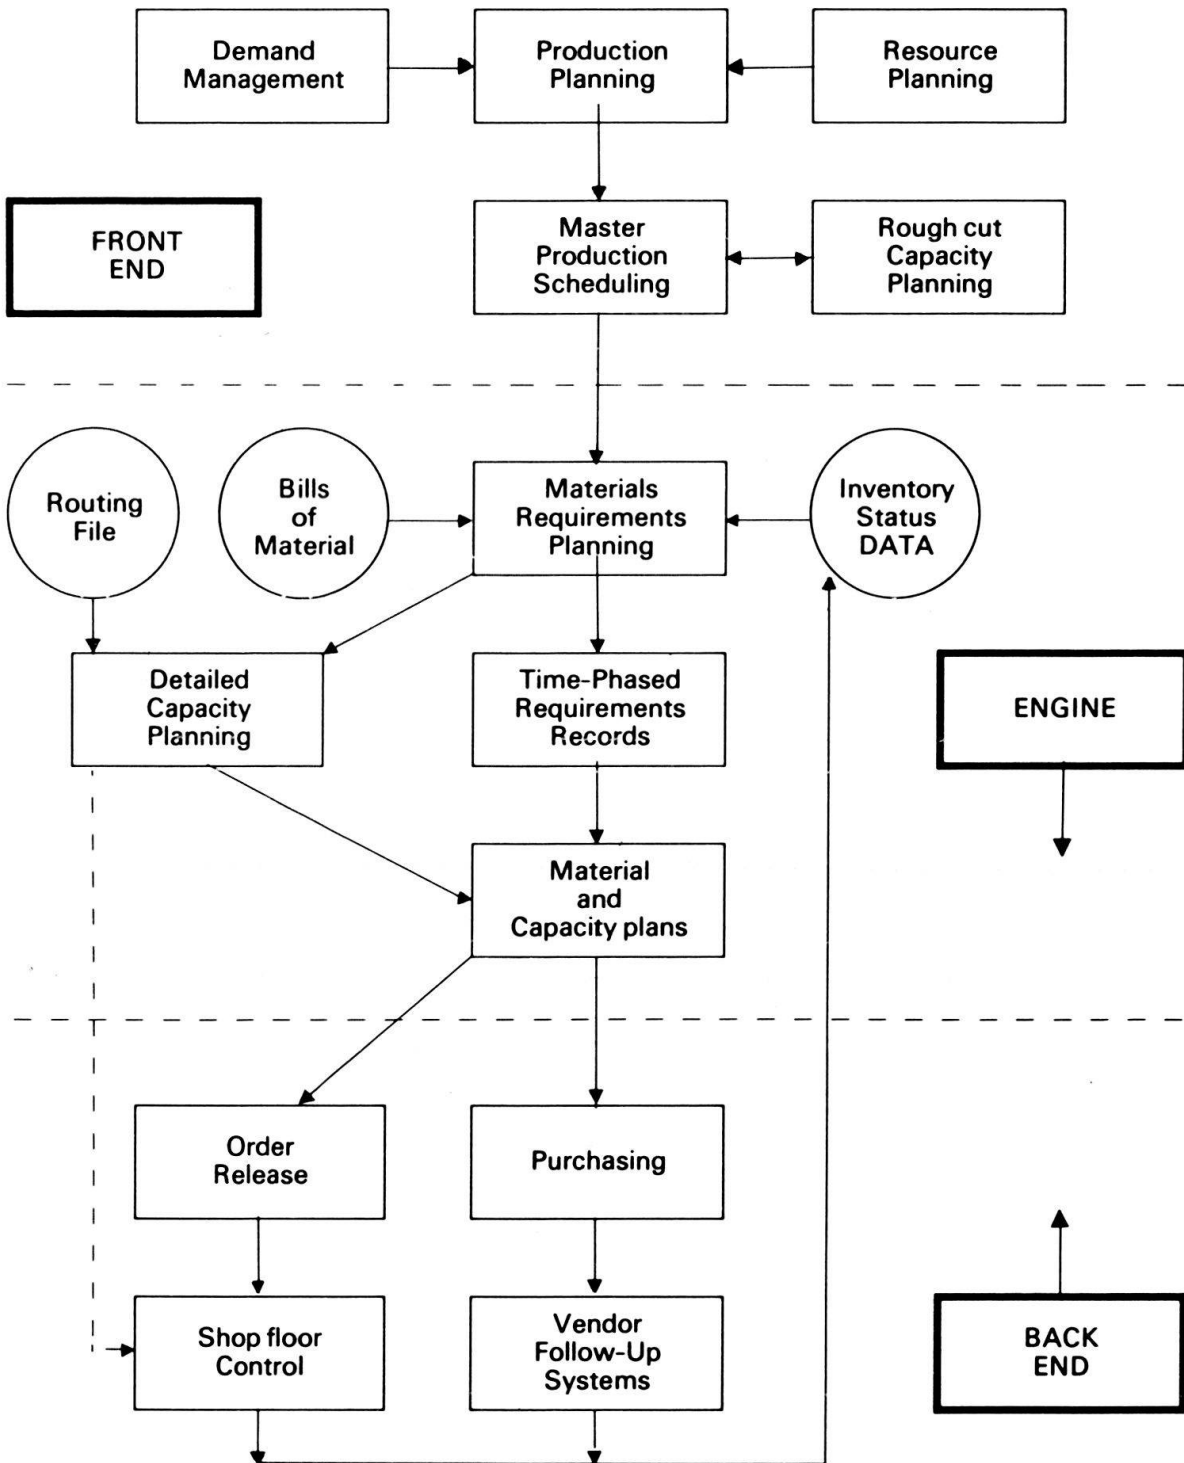 Demand
Management
Production
Planning
Resource
Planning
FRONT
END
Master
Production
Scheduling
Rough cut
Capacity
Planning
Routing
File
Bills
of
Material
Materials
Requirements
Planning
Inventory
Status
DATA
Detailed
Capacity
Planning
Time-Phased
Requirements
Records
ENGINE
Material
and
Capacity plans
Order
Release
Purchasing
Shop floor
Control
Vendor
Follow-Up
Systems
BACK
END